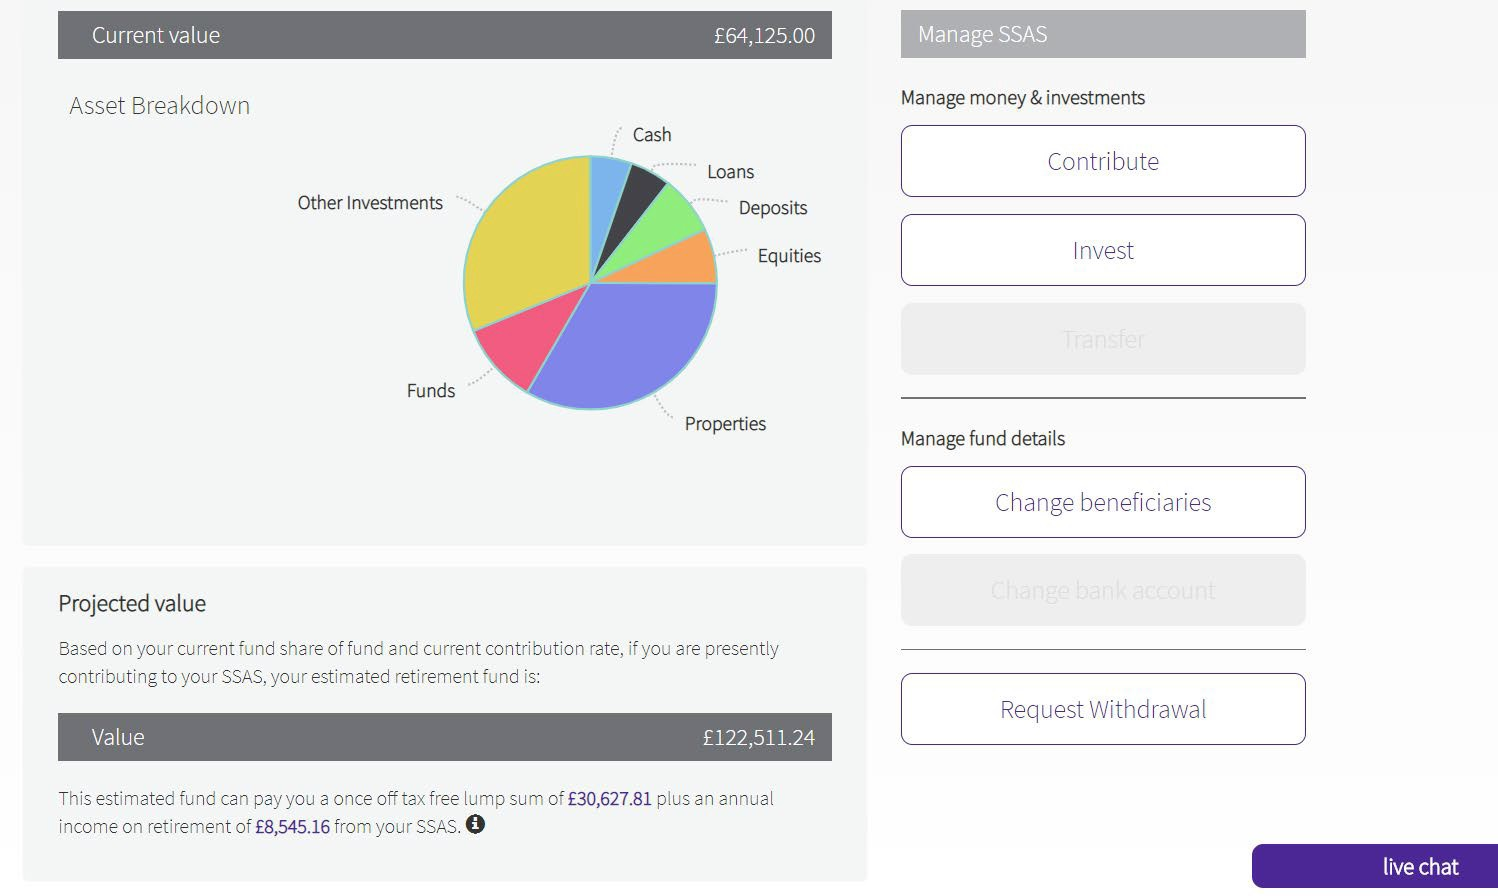 Current value £64,125.00
Asset Breakdown
Cash
Loans
Deposits
Equities
Properties
Funds
Other Investments
Projected value
Based on your current fund share of fund and current contribution rate, if you are presently
contributing to your SSAS, your estimated retirement fund is:
Value £122,511.24
This estimated fund can pay you a once off tax free lump sum of £30,627.81 plus an annual
income on retirement of £8,545.16 from your SSAS.
Manage SSAS
Manage money & investments
Contribute
Invest
Transfer
Manage fund details
Change beneficiaries
Change bank account
Request Withdrawal
live chat